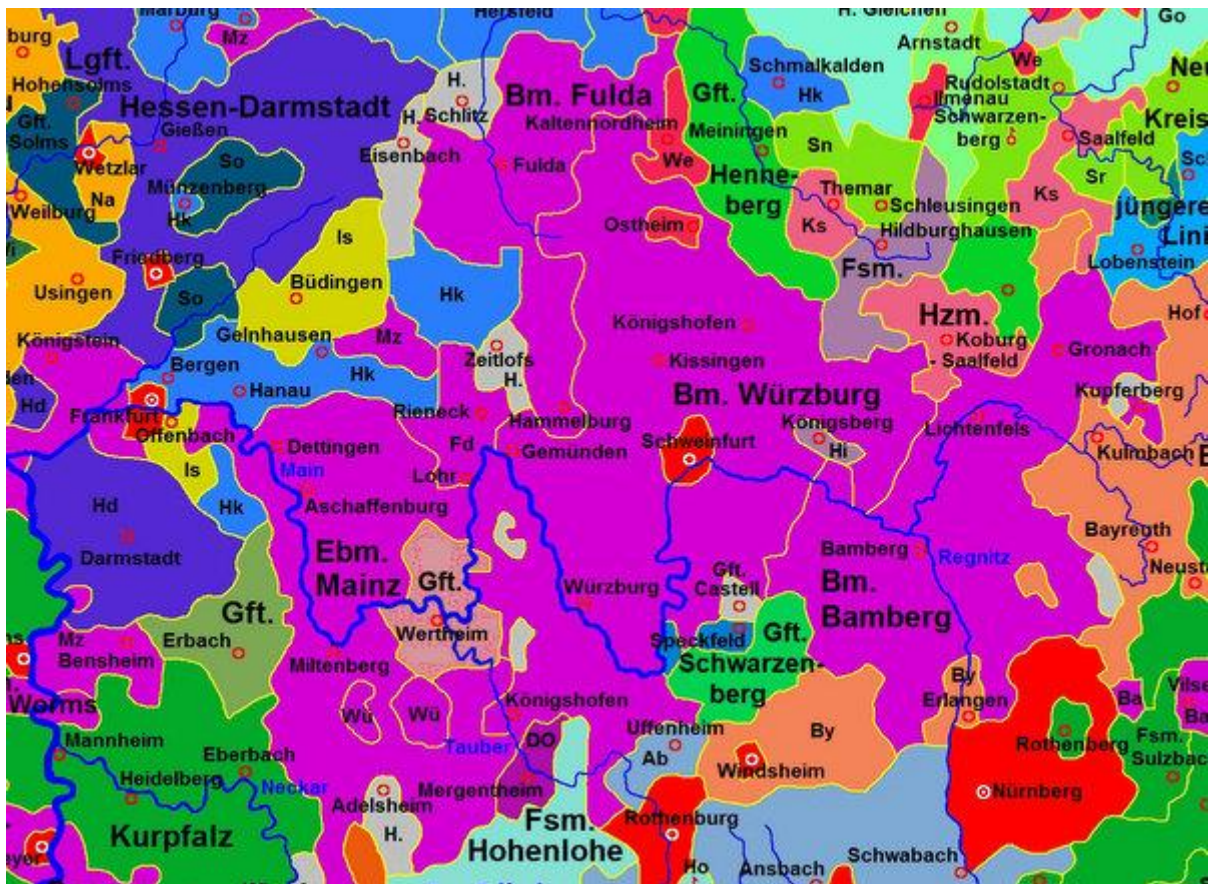 Marburg
Mz
Hersfeld
H. Gleichen
Go
burg
Lgft.
Arnstadt
We
Hohensolms
Hessen-Darmstadt
H.
Schlitz
Bm. Fulda
Gft.
Schmalkalden
Hk
Rudolstadt
Neu
Gft.
Solms
Gießen
H.
Kaltennordheim
Meiningen
Ilmenau
Schwarzen-
berg
Saalfeld
Kreis
Wetzlar
So
Eisenbach
Fulda
We
Sn
Sr
Sch
Weilburg
Na
Münzenberg
Hk
Henne-
berg
Themar
Schleusingen
Ks
Ks
jüngere
Lini
Friedberg
Is
Ostheim
Hildburghausen
Lobenstein
Usingen
So
Büdingen
Hk
Fsm.
Hof
Königstein
Gelnhausen
Mz
Königshofen
Hzm.
Koburg
- Saalfeld
Gronach
Bergen
Hanau
Hk
Zeitlofs
H.
Kissingen
Kupferberg
Hd
Frankfurt
Offenbach
Rieneck
Hammelburg
Bm. Würzburg
Königsberg
Lichtenfels
Is
Dettingen
Main
Fd
Gemünden
Schweinfurt
Hi
Kulmbach
Lohr
Hd
Hk
Aschaffenburg
Darmstadt
Ebm.
Mainz
Gft.
Bamberg
Regnitz
Bayreuth
Gft.
Castell
Bm.
Bamberg
Neusta
Gft.
Würzburg
Erbach
Wertheim
Speckfeld
Gft.
Schwarzen-
berg
Mz
Bensheim
Miltenberg
Worms
Wü
Wü
Königshofen
Uffenheim
By
Erlangen
Ba
Vilse
Ba
Mannheim
Eberbach
Tauber
DO
Ab
By
Rothenberg
Fsm.
Sulzbac
Heidelberg
Neckar
Mergentheim
Windsheim
Nürnberg
Adelsheim
H.
Kurpfalz
Fsm.
Hohenlohe
Rothenburg
eyer
Ho
Ansbach
Schwabach